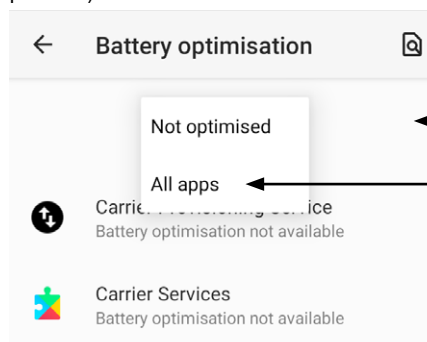 Battery optimisation
Not optimised
All apps
Battery optimisation not available
Carrier Services
Battery optimisation not available